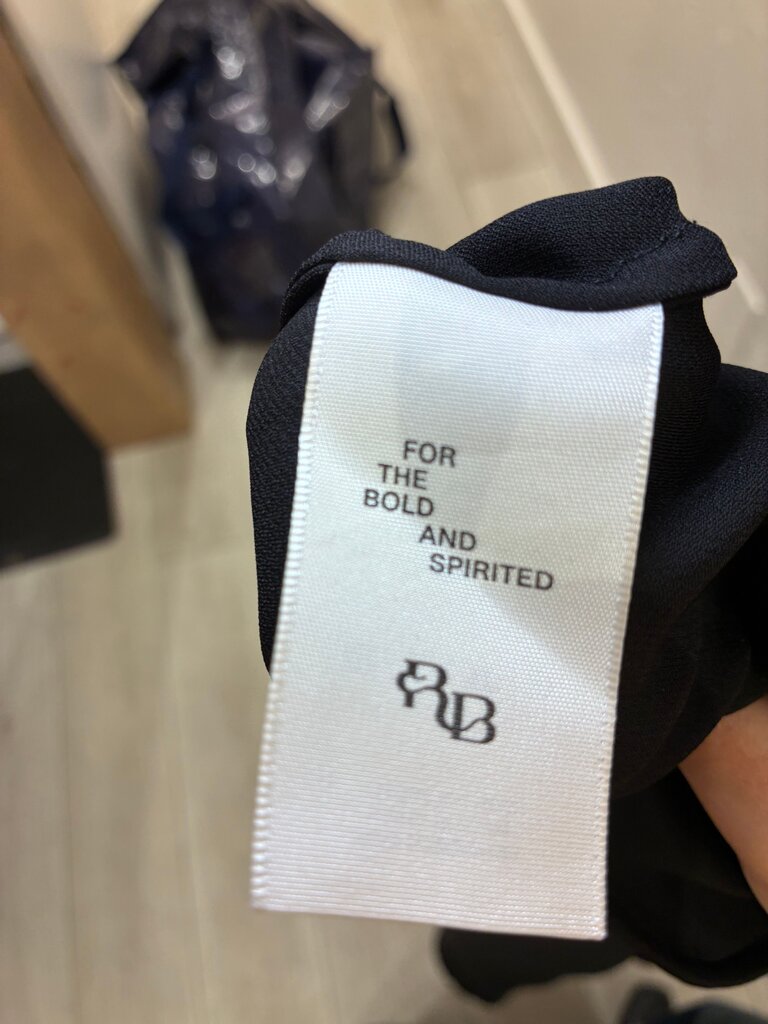 FOR
THE
BOLD
AND
SPIRITED
RB